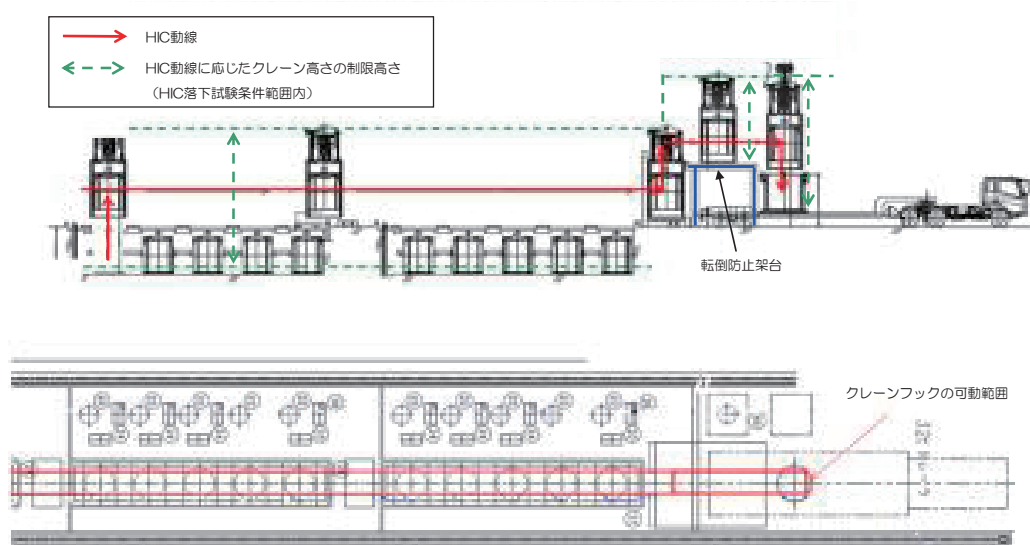 HIC動線
HIC動線に応じたクレーン高さの制限高さ
（HIC落下試験条件範囲内）
転倒防止架台
クレーンフックの可動範囲